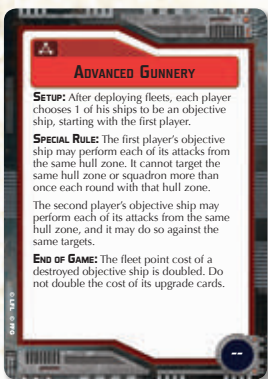 ADVANCED GUNNERY
SETUP: After deploying fleets, each player
chooses 1 of his ships to be an objective
ship, starting with the first player.
SPECIAL RULE: The first player's objective
ship may perform each of its attacks from
the same hull zone. It cannot target the
same hull zone or squadron more than
once each round with that hull zone.
The second player's objective ship may
perform each of its attacks from the same
hull zone, and it may do so against the
same targets.
END OF GAME: The fleet point cost of a
destroyed objective ship is doubled. Do
not double the cost of its upgrade cards.
© LFL © FFG
--